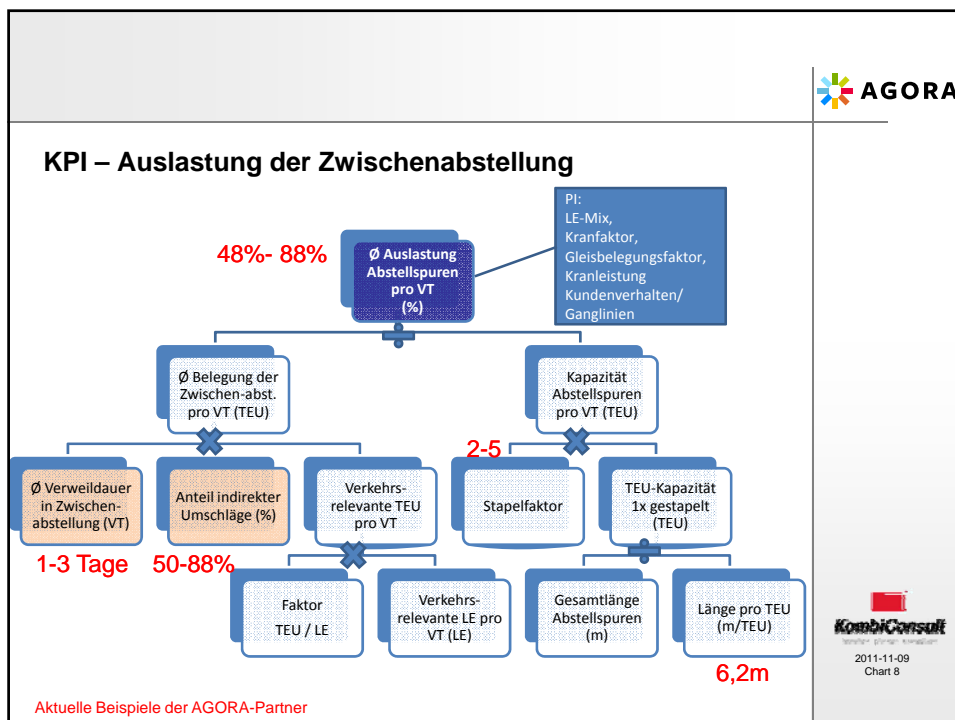 AGORA
KPI – Auslastung der Zwischenabstellung
PI:
LE-Mix,
Kranfaktor,
Gleisbelegungsfaktor,
Kranleistung
Kundenverhalten/
Ganglinien
48%- 88%
Ø Auslastung
Abstellspuren
pro VT
(%)
Ø Belegung der
Zwischen-abst.
pro VT (TEU)
Kapazität
Abstellspuren
pro VT (TEU)
2-5
Ø Verweildauer
in Zwischen-
abstellung (VT)
Anteil indirekter
Umschläge (%)
Verkehrs-
relevante TEU
pro VT
Stapelfaktor
TEU-Kapazität
1x gestapelt
(TEU)
1-3 Tage
50-88%
Faktor
TEU / LE
Verkehrs-
relevante LE pro
VT (LE)
Gesamtlänge
Abstellspuren
(m)
Länge pro TEU
(m/TEU)
6,2m
KombiConsult
2011-11-09
Chart 8
Aktuelle Beispiele der AGORA-Partner